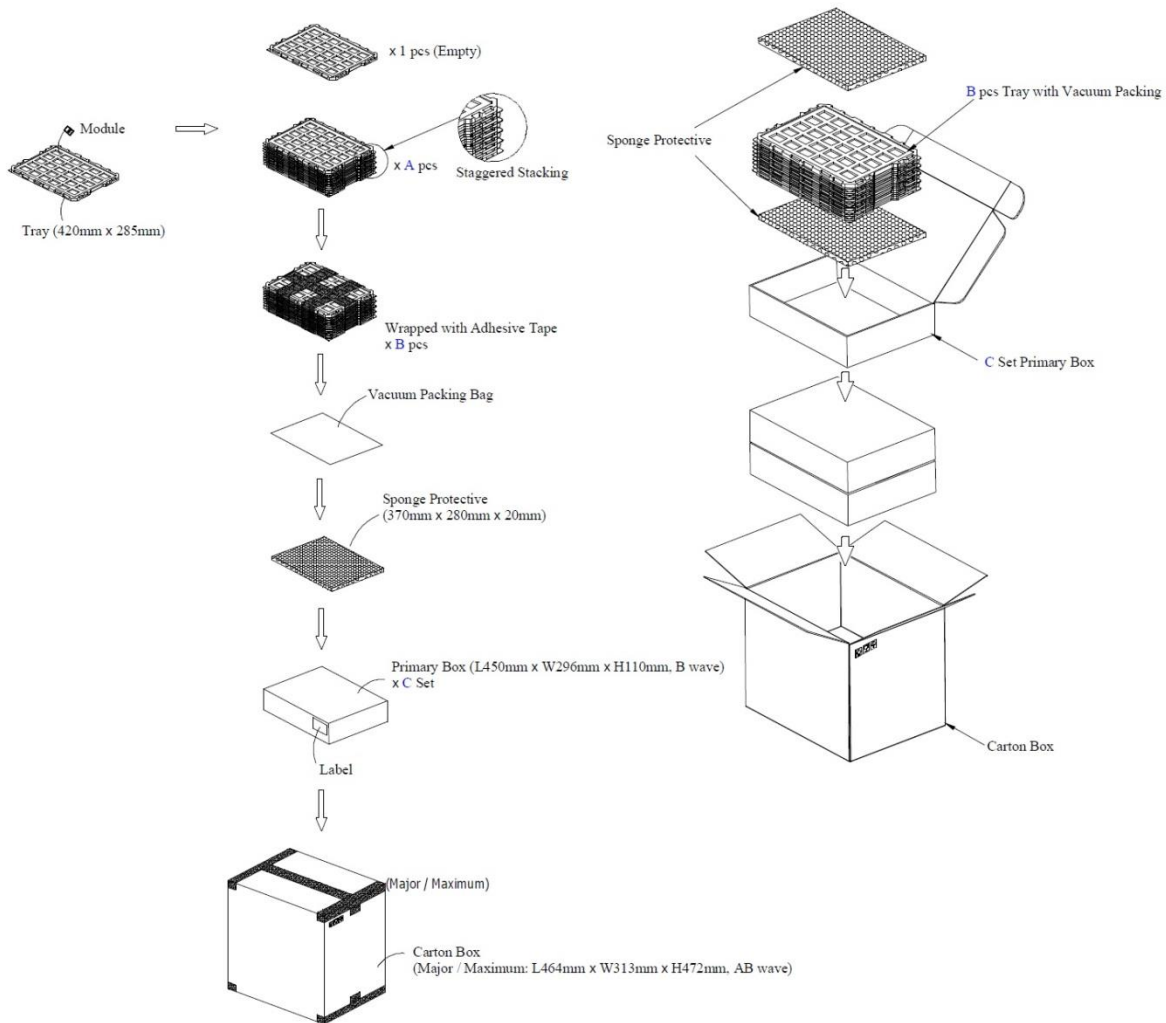 x 1 pcs (Empty)
Module
Tray (420mm x 285mm)
x A pcs
Staggered Stacking
Wrapped with Adhesive Tape
x B pcs
Vacuum Packing Bag
Sponge Protective
(370mm x 280mm x 20mm)
Primary Box (L450mm x W296mm x H110mm, B wave)
x C Set
Label
(Major / Maximum)
Carton Box
(Major / Maximum: L464mm x W313mm x H472mm, AB wave)
B pcs Tray with Vacuum Packing
Sponge Protective
C Set Primary Box
Carton Box